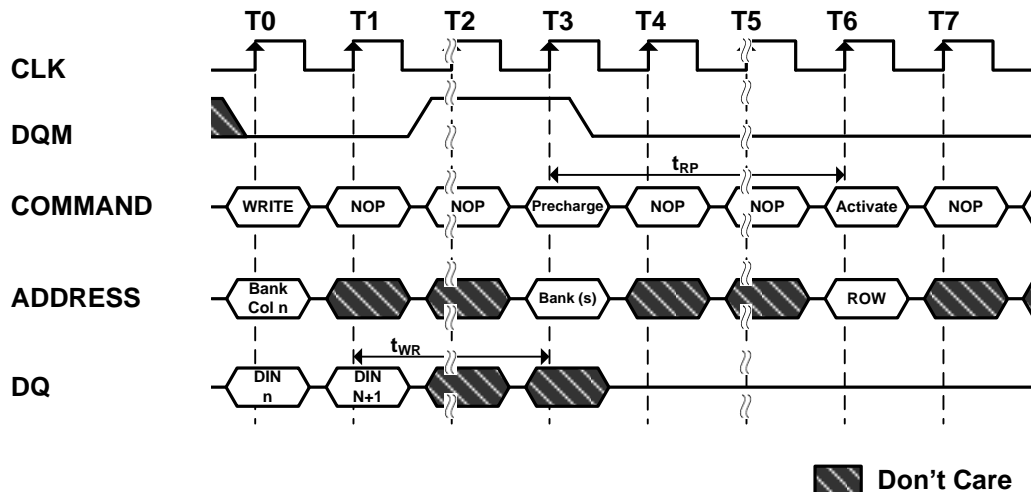 T0 T1 T2 T3 T4 T5 T6 T7
CLK
DQM
tRP
COMMAND WRITE NOP NOP Precharge NOP NOP Activate NOP
ADDRESS Bank Col n Bank (s) ROW
tWR
DQ DIN n DIN N+1
Don't Care